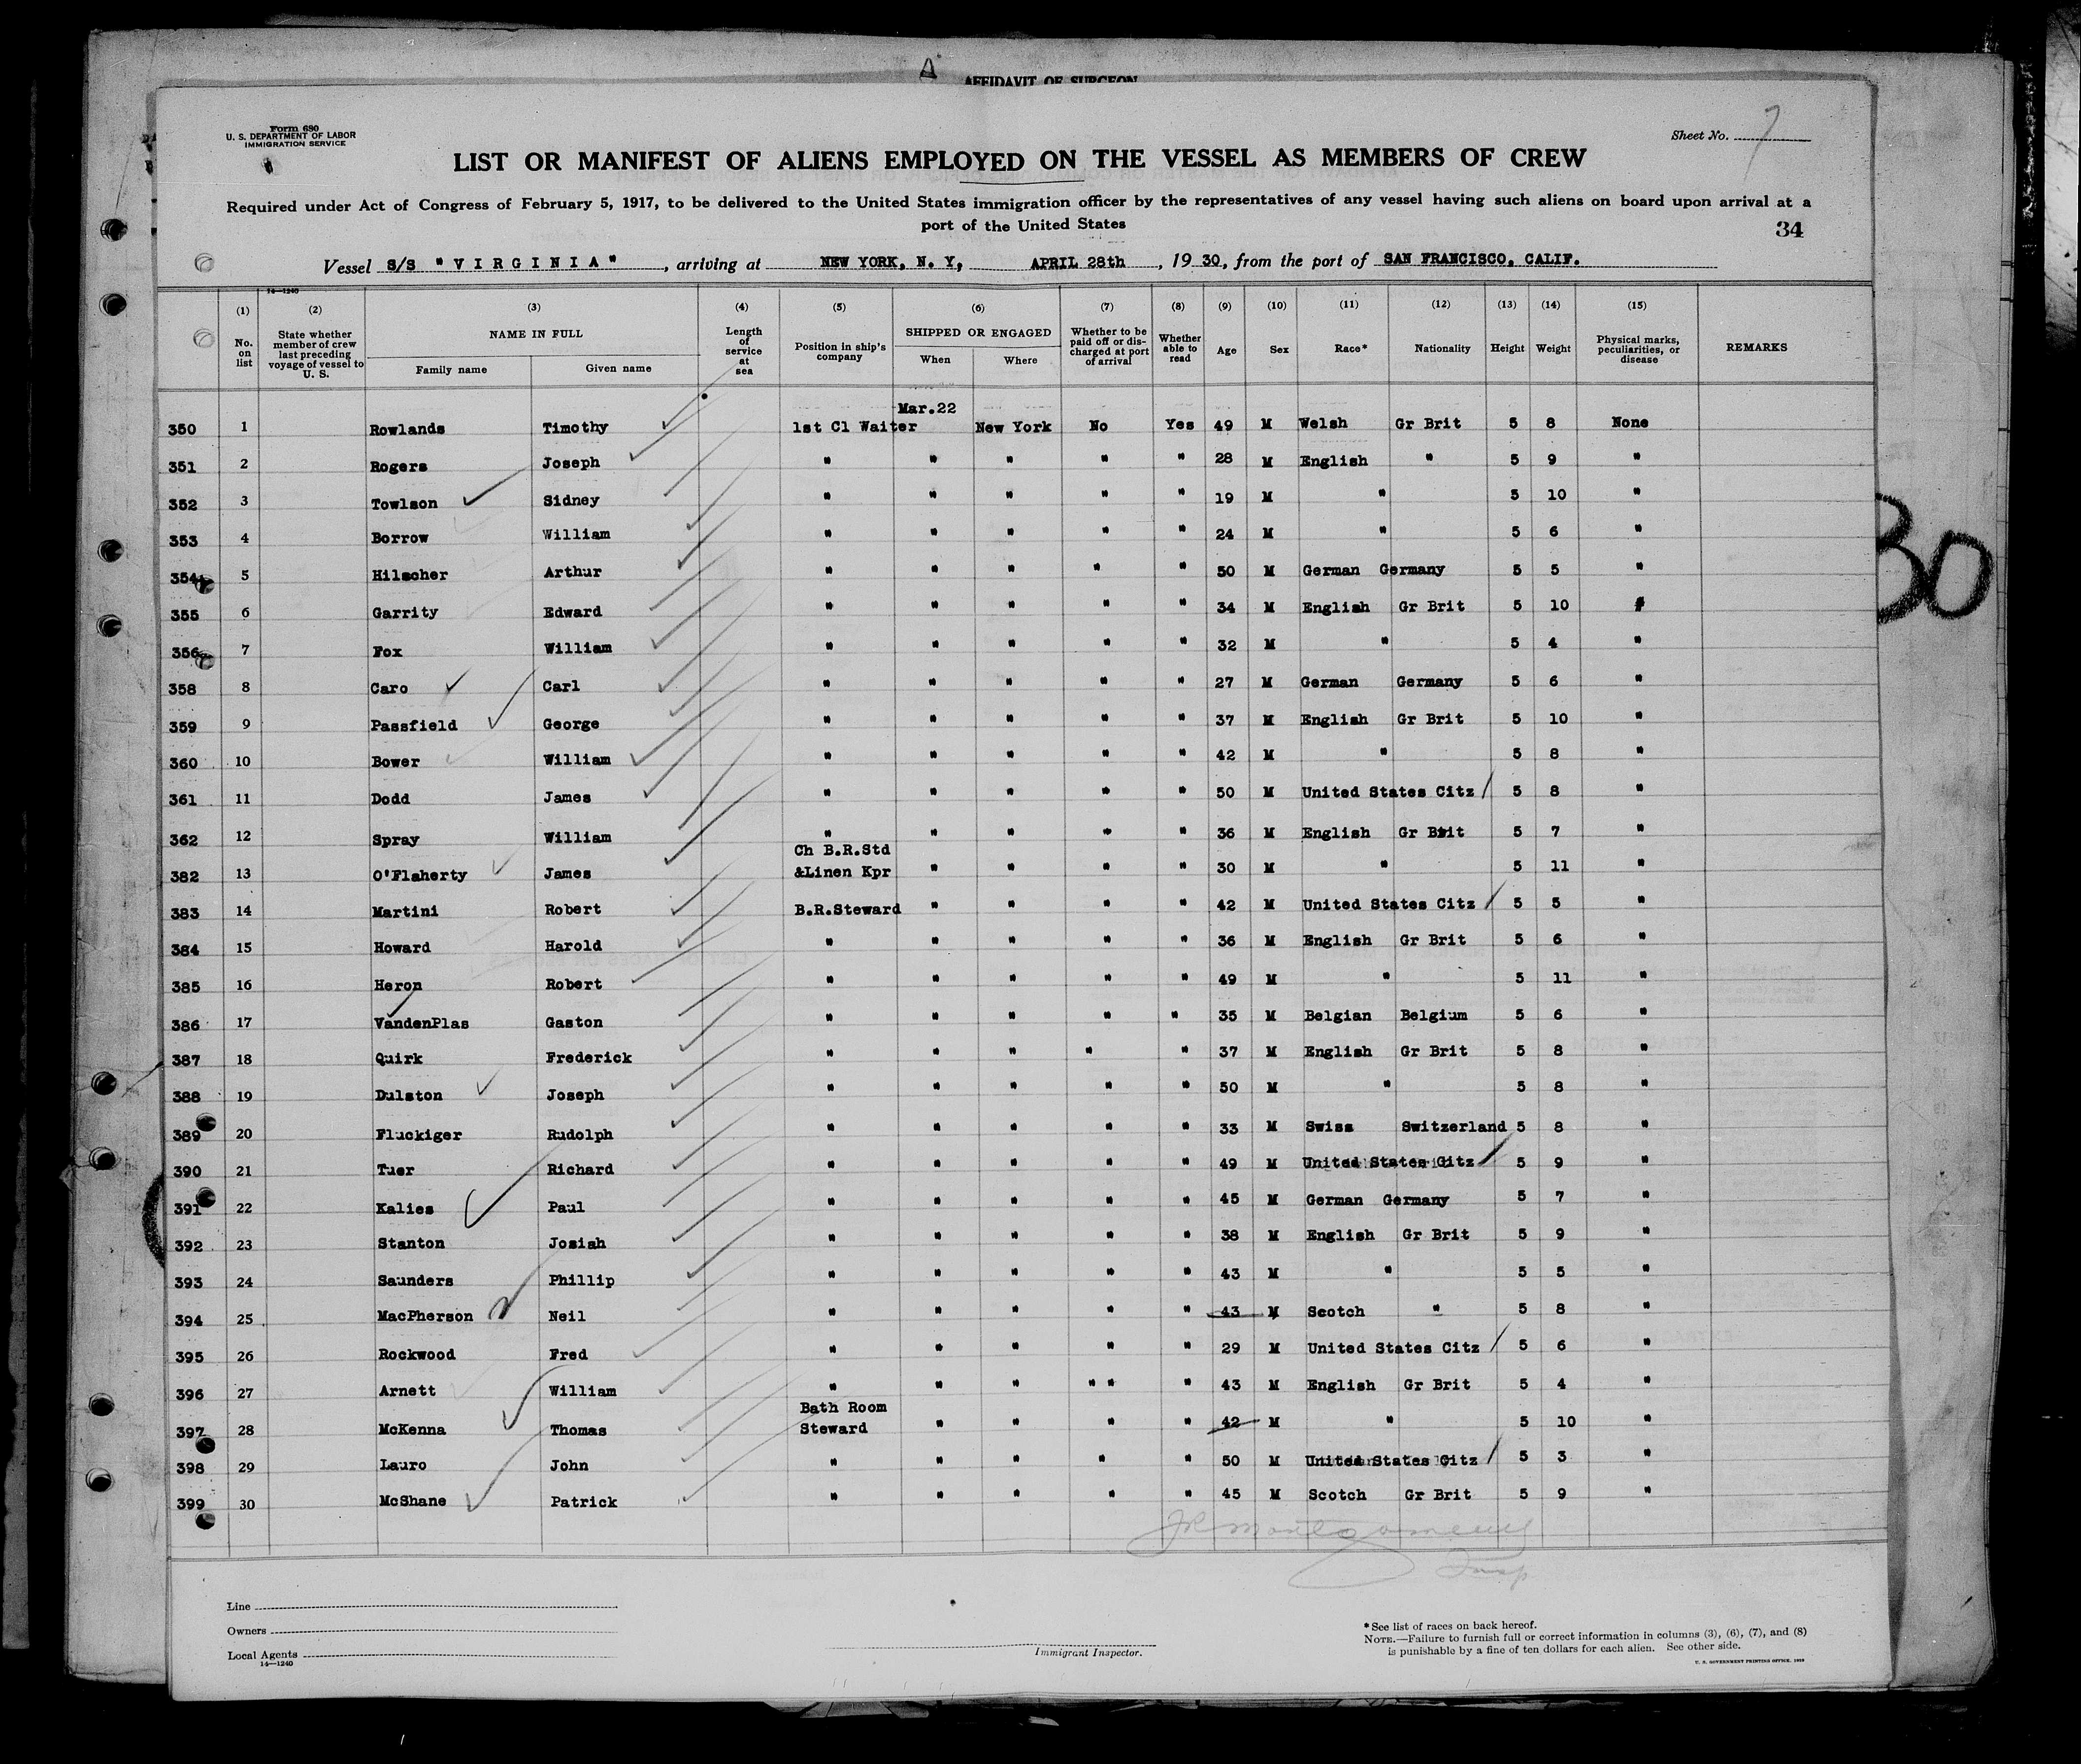 AFFIDAVIT OF SURGEON
Form 680
U. S. DEPARTMENT OF LABOR
IMMIGRATION SERVICE
Sheet No. 7
LIST OR MANIFEST OF ALIENS EMPLOYED ON THE VESSEL AS MEMBERS OF CREW
Required under Act of Congress of February 5, 1917, to be delivered to the United States immigration officer by the representatives of any vessel having such aliens on board upon arrival at a
port of the United States
34
Vessel S/S "VIRGINIA", arriving at NEW YORK, N. Y, APRIL 28th, 19 30, from the port of SAN FRANCISCO, CALIF.
14—1240
(1) (2) (3) (4) (5) (6) (7) (8) (9) (10) (11) (12) (13) (14) (15)
No. on list State whether member of crew last preceding voyage of vessel to U. S. NAME IN FULL Family name Given name Length of service at sea Position in ship's company SHIPPED OR ENGAGED When Where Whether to be paid off or discharged at port of arrival Whether able to read Age Sex Race* Nationality Height Weight Physical marks, peculiarities, or disease REMARKS
Mar.22
350 1 Rowlands Timothy 1st Cl Waiter New York No Yes 49 M Welsh Gr Brit 5 8 None
351 2 Rogers Joseph " " " " " 28 M English " 5 9 "
352 3 Towlson Sidney " " " " " 19 M " 5 10 "
353 4 Borrow William " " " " " 24 M " 5 6 "
354 5 Hilscher Arthur " " " " " 50 M German Germany 5 5 "
355 6 Garrity Edward " " " " " 34 M English Gr Brit 5 10 "
356 7 Fox William " " " " " 32 M " 5 4 "
358 8 Caro Carl " " " " " 27 M German Germany 5 6 "
359 9 Passfield George " " " " " 37 M English Gr Brit 5 10 "
360 10 Bower William " " " " " 42 M " 5 8 "
361 11 Dodd James " " " " " 50 M United States Citz 5 8 "
362 12 Spray William " " " " " 36 M English Gr Brit 5 7 "
Ch B.R.Std
382 13 O'Flaherty James &Linen Kpr " " " " 30 M " 5 11 "
383 14 Martini Robert B.R.Steward " " " " 42 M United States Citz 5 5 "
384 15 Howard Harold " " " " " 36 M English Gr Brit 5 6 "
385 16 Heron Robert " " " " " 49 M " 5 11 "
386 17 VandenPlas Gaston " " " " " 35 M Belgian Belgium 5 6 "
387 18 Quirk Frederick " " " " " 37 M English Gr Brit 5 8 "
388 19 Dulston Joseph " " " " " 50 M " 5 8 "
389 20 Fluckiger Rudolph " " " " " 33 M Swiss Switzerland 5 8 "
390 21 Tuer Richard " " " " " 49 M United States Citz 5 9 "
391 22 Kalies Paul " " " " " 45 M German Germany 5 7 "
392 23 Stanton Josiah " " " " " 38 M English Gr Brit 5 9 "
393 24 Saunders Phillip " " " " " 43 M " 5 5 "
394 25 MacPherson Neil " " " " " 43 M Scotch " 5 8 "
395 26 Rockwood Fred " " " " " 29 M United States Citz 5 6 "
396 27 Arnett William " " " " " " 43 M English Gr Brit 5 4 "
Bath Room
397 28 McKenna Thomas Steward " " " " 42 M " 5 10 "
398 29 Lauro John " " " " " 50 M United States Citz 5 3 "
399 30 McShane Patrick " " " " " 45 M Scotch Gr Brit 5 9 "
JR Montgomery
Insp
30
Line
Owners
Local Agents
14—1240
Immigrant Inspector.
*See list of races on back hereof.
NOTE.—Failure to furnish full or correct information in columns (3), (6), (7), and (8)
is punishable by a fine of ten dollars for each alien. See other side.